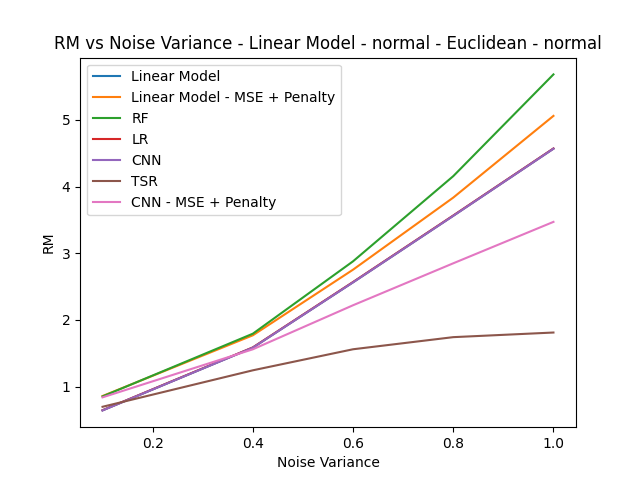 RM vs Noise Variance - Linear Model - normal - Euclidean - normal
Linear Model
Linear Model - MSE + Penalty
RF
LR
CNN
TSR
CNN - MSE + Penalty
5
4
3
2
1
RM
0.2 0.4 0.6 0.8 1.0
Noise Variance